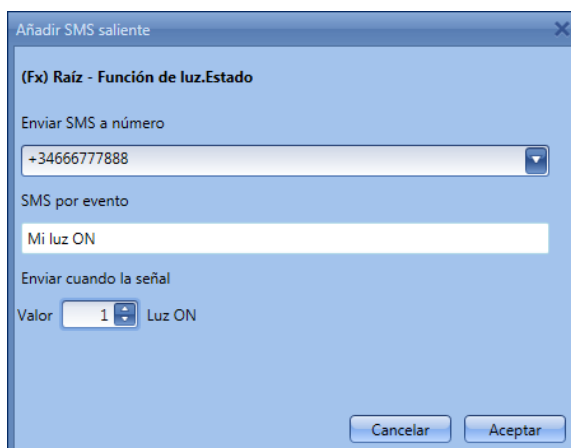 Añadir SMS saliente
(Fx) Raíz - Función de luz.Estado
Enviar SMS a número
+34666777888
SMS por evento
Mi luz ON
Enviar cuando la señal
Valor 1 Luz ON
Cancelar Aceptar